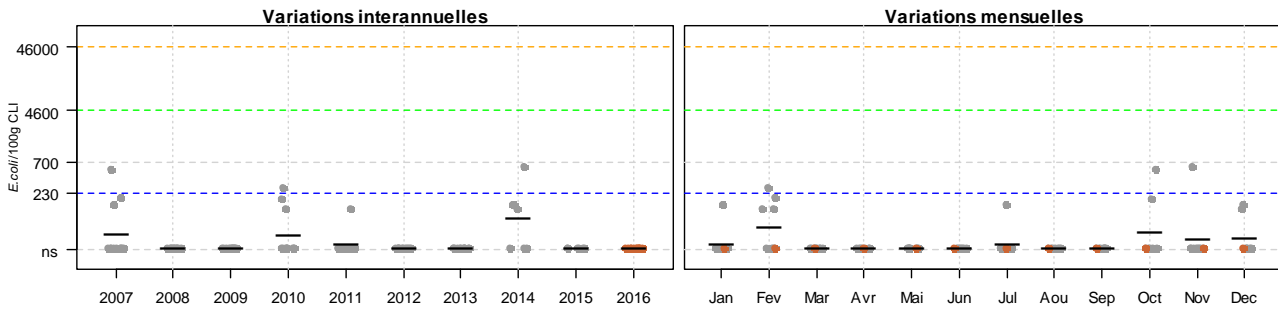 Variations interannuelles
Variations mensuelles
E.coli/100g CLI
46000
4600
700
230
ns
2007 2008 2009 2010 2011 2012 2013 2014 2015 2016
Jan Fev Mar Avr Mai Jun Jul Aou Sep Oct Nov Dec